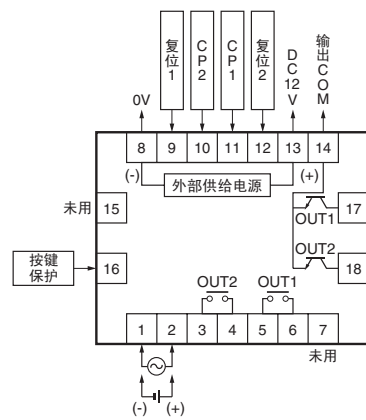 复位1
CP2
CP1
复位2
DC12V
输出COM
0V
8 9 10 11 12 13 14
(-) (+)
外部供给电源
未用 15
17
OUT1
按键保护
16
OUT2
18
OUT2 OUT1
1 2 3 4 5 6 7
未用
(-) (+)